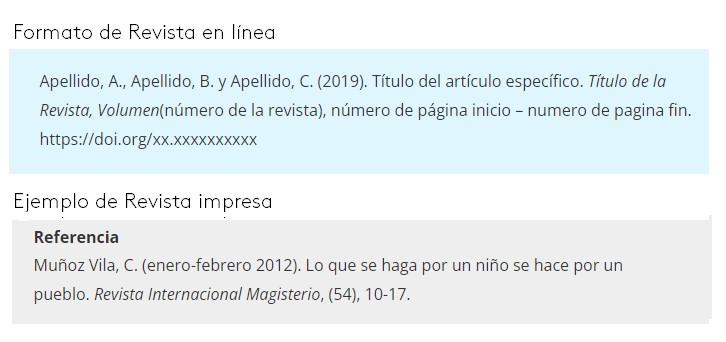 Formato de Revista en línea
Apellido, A., Apellido, B. y Apellido, C. (2019). Título del artículo específico. Título de la
Revista, Volumen(número de la revista), número de página inicio – numero de pagina fin.
https://doi.org/xx.xxxxxxxxxx
Ejemplo de Revista impresa
Referencia
Muñoz Vila, C. (enero-febrero 2012). Lo que se haga por un niño se hace por un
pueblo. Revista Internacional Magisterio, (54), 10-17.